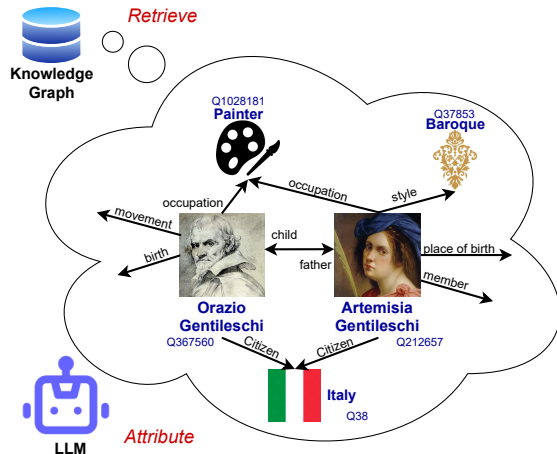 Retrieve
Knowledge
Graph
Q1028181
Painter
Q37853
Baroque
occupation
occupation
style
movement
birth
child
father
place of birth
member
Orazio
Gentileschi
Q367560
Artemisia
Gentileschi
Q212657
Citizen
Citizen
Italy
Q38
LLM
Attribute